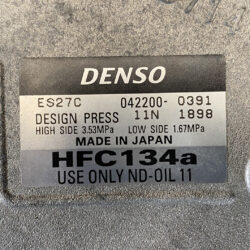 DENSO
ES27C 042200-0391
DESIGN PRESS 11N 1898
HIGH SIDE 3.53MPa LOW SIDE 1.67MPa
MADE IN JAPAN
HFC134a
USE ONLY ND-OIL 11